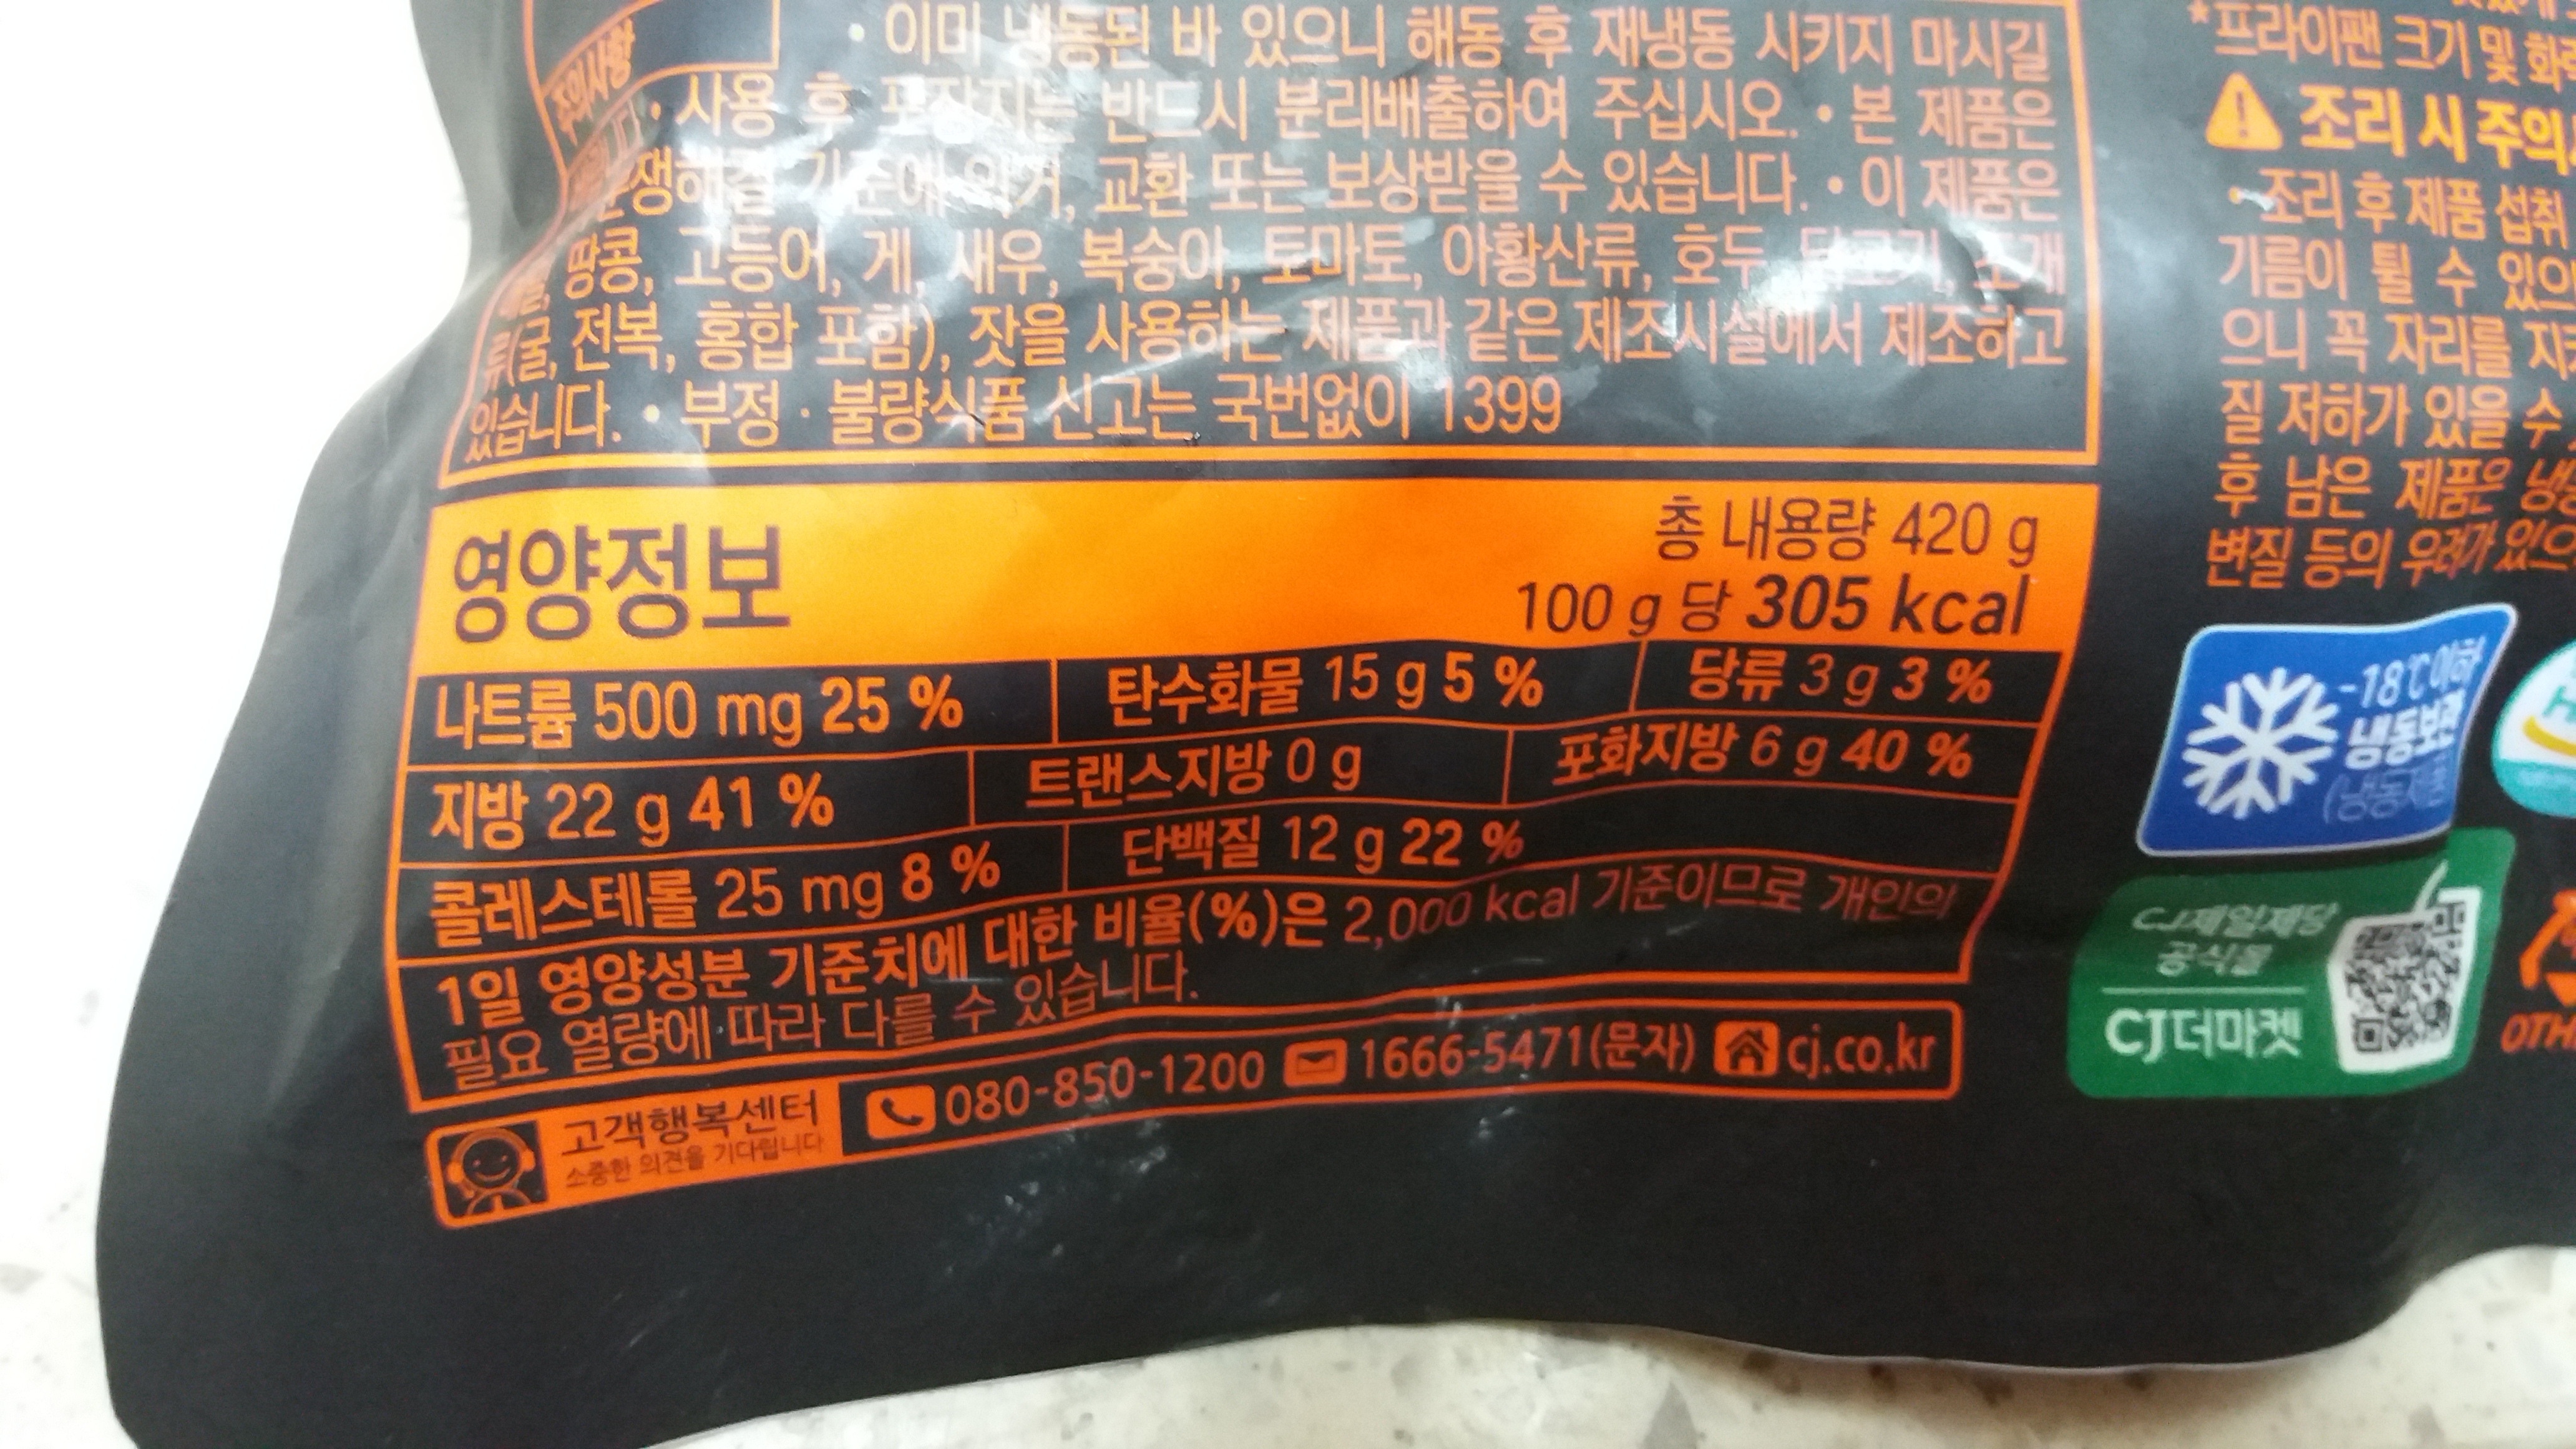 주의사항
• 이미 냉동된 바 있으니 해동 후 재냉동 시키지 마시길
• 사용 후 포장지는 반드시 분리배출하여 주십시오. • 본 제품은
해결 기준에 의거, 교환 또는 보상받을 수 있습니다. • 이 제품은
땅콩, 고등어, 게, 새우, 복숭아, 토마토, 아황산류, 호두, 닭고기, 조개
류(굴, 전복, 홍합 포함), 잣을 사용하는 제품과 같은 제조시설에서 제조하고
있습니다. • 부정 · 불량식품 신고는 국번없이 1399
영양정보
총 내용량 420 g
100 g 당 305 kcal
나트륨 500 mg 25 % 탄수화물 15 g 5 % 당류 3 g 3 %
지방 22 g 41 % 트랜스지방 0 g 포화지방 6 g 40 %
콜레스테롤 25 mg 8 % 단백질 12 g 22 %
1일 영양성분 기준치에 대한 비율(%)은 2,000 kcal 기준이므로 개인의
필요 열량에 따라 다를 수 있습니다.
고객행복센터
소중한 의견을 기다립니다
080-850-1200 1666-5471(문자) cj.co.kr
*프라이팬 크기 및
조리 시 주의
• 조리 후 제품 섭취
기름이 튈 수
으니 꼭 자리를
질 저하가 있을 수
후 남은 제품은
변질 등의 우려가
-18℃이하
냉동보관
CJ제일제당
공식몰
CJ더마켓